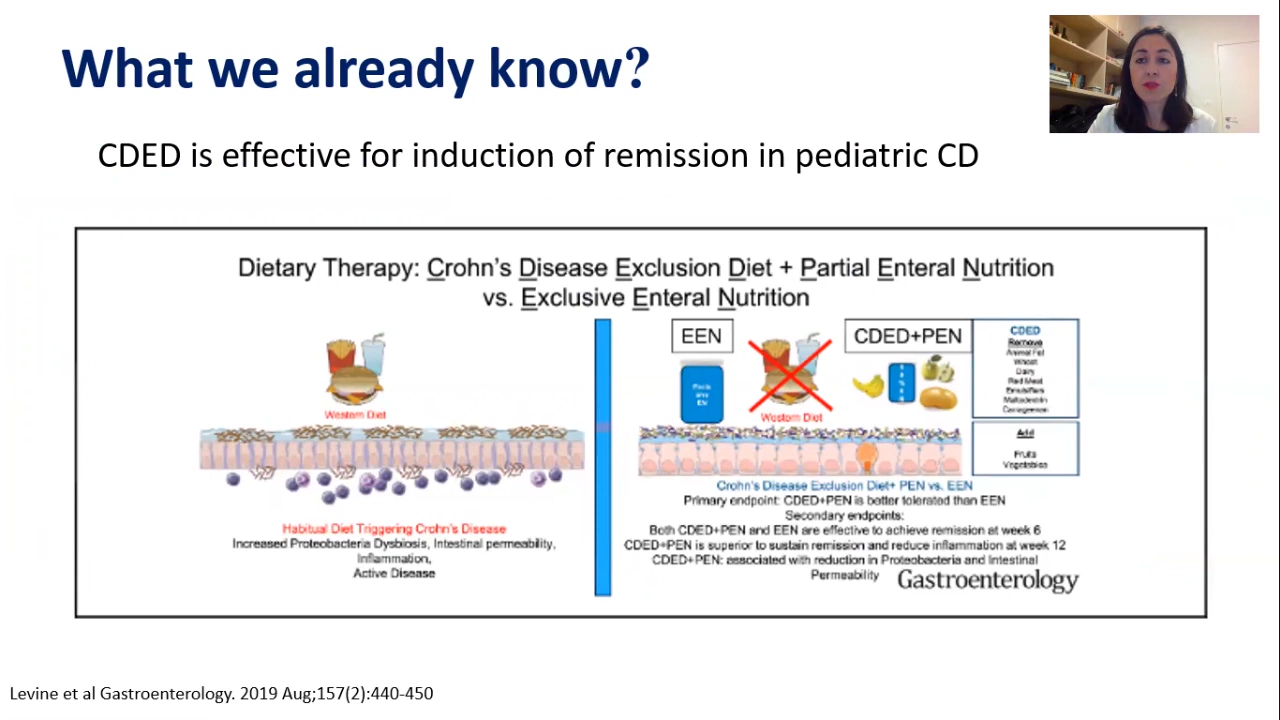 What we already know?
CDED is effective for induction of remission in pediatric CD
Dietary Therapy: Crohn's Disease Exclusion Diet + Partial Enteral Nutrition
vs. Exclusive Enteral Nutrition
EEN
CDED+PEN
CDED
Remove
Animal Fat
Wheat
Dairy
Red Meat
Emulsifiers
Maltodextrin
Carrageenan
Western Diet
Western Diet
Add
Fruits
Vegetables
Habitual Diet Triggering Crohn's Disease
Increased Proteobacteria Dysbiosis, Intestinal permeability,
Inflammation,
Active Disease
Crohn's Disease Exclusion Diet+ PEN vs. EEN
Primary endpoint: CDED+PEN is better tolerated than EEN
Secondary endpoints:
Both CDED+PEN and EEN are effective to achieve remission at week 6
CDED+PEN is superior to sustain remission and reduce inflammation at week 12
CDED+PEN: associated with reduction in Proteobacteria and Intestinal
Permeability
Gastroenterology
Levine et al Gastroenterology. 2019 Aug;157(2):440-450